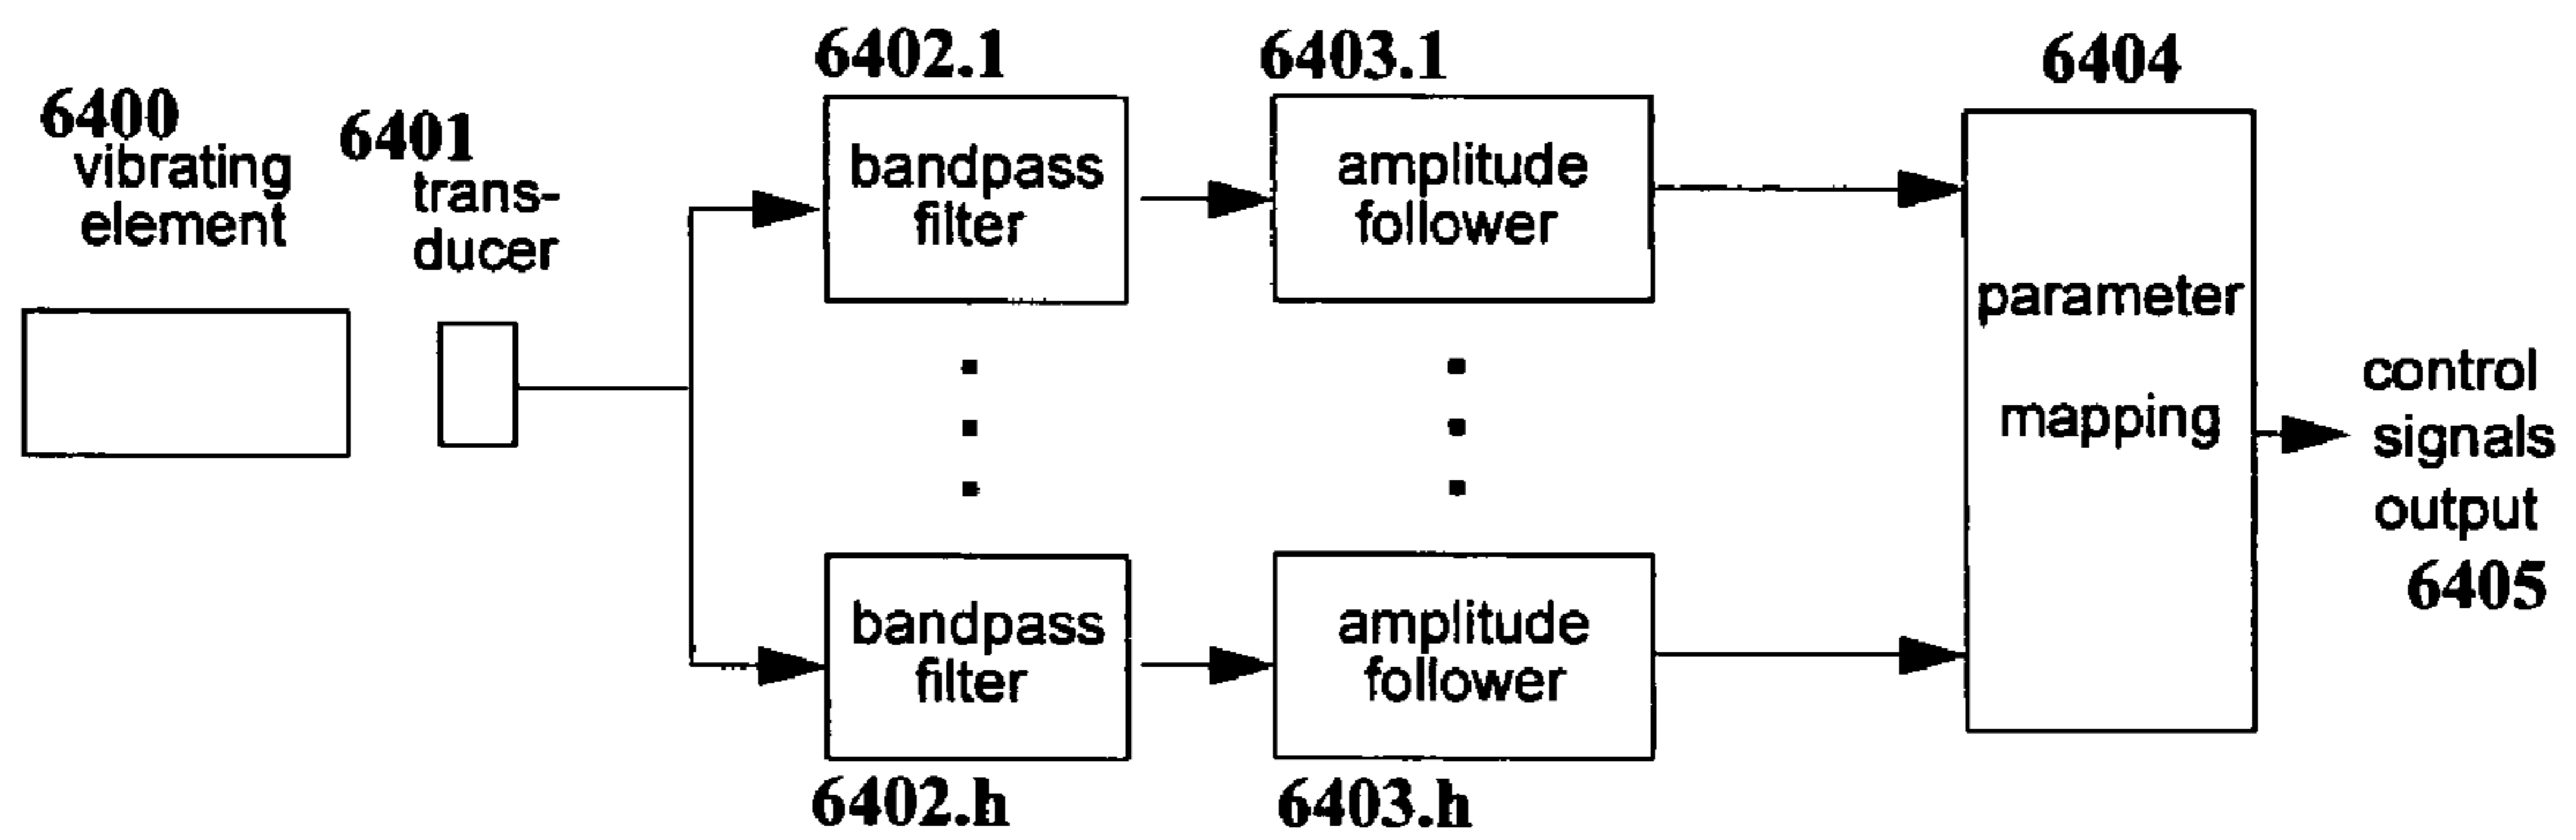 6400
vibrating
element
6401
trans-
ducer
6402.1
bandpass
filter
6403.1
amplitude
follower
6404
parameter
mapping
control
signals
output
6405
bandpass
filter
6402.h
amplitude
follower
6403.h